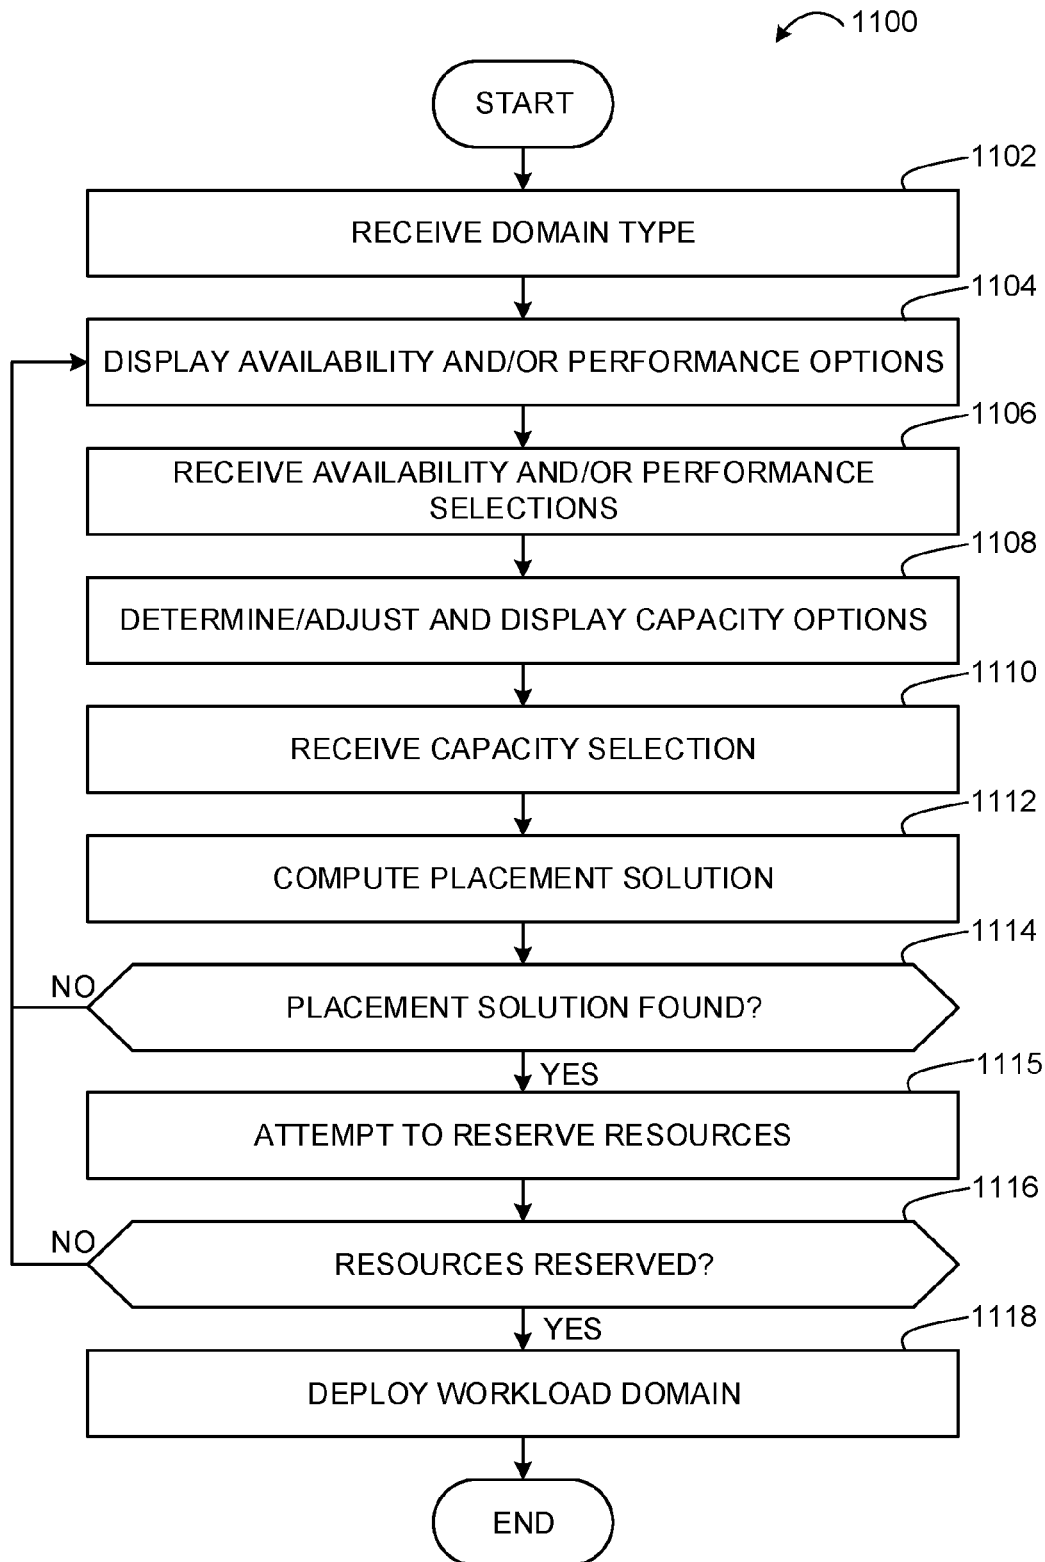 1100
START
1102
RECEIVE DOMAIN TYPE
1104
DISPLAY AVAILABILITY AND/OR PERFORMANCE OPTIONS
1106
RECEIVE AVAILABILITY AND/OR PERFORMANCE
SELECTIONS
1108
DETERMINE/ADJUST AND DISPLAY CAPACITY OPTIONS
1110
RECEIVE CAPACITY SELECTION
1112
COMPUTE PLACEMENT SOLUTION
1114
NO
PLACEMENT SOLUTION FOUND?
YES
1115
ATTEMPT TO RESERVE RESOURCES
1116
NO
RESOURCES RESERVED?
YES
1118
DEPLOY WORKLOAD DOMAIN
END